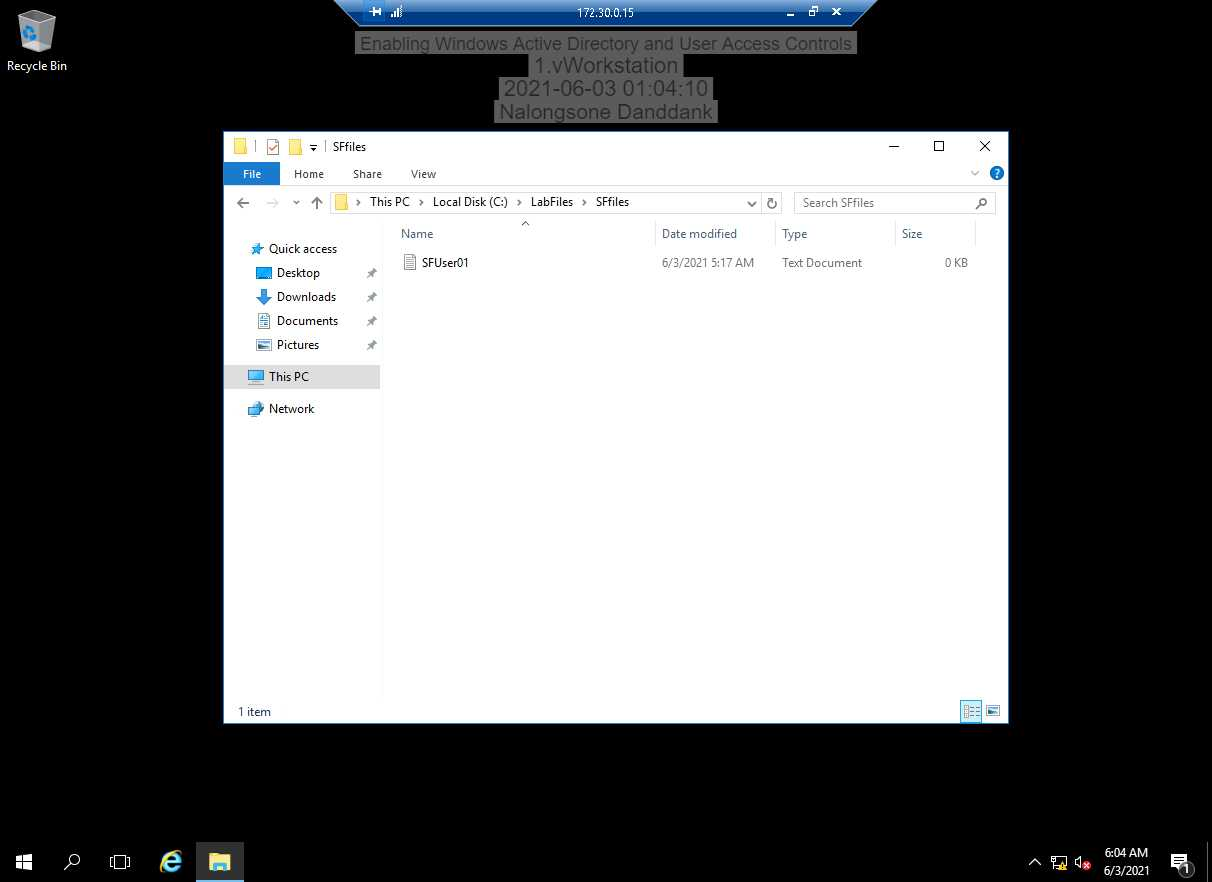 172.30.0.15
Recycle Bin
Enabling Windows Active Directory and User Access Controls
1.vWorkstation
2021-06-03 01:04:10
Nalongsone Danddank
SFfiles
File Home Share View
This PC Local Disk (C:) LabFiles SFfiles
Search SFfiles
Name Date modified Type Size
SFUser01 6/3/2021 5:17 AM Text Document 0 KB
Quick access
Desktop
Downloads
Documents
Pictures
This PC
Network
1 item
6:04 AM
6/3/2021
1